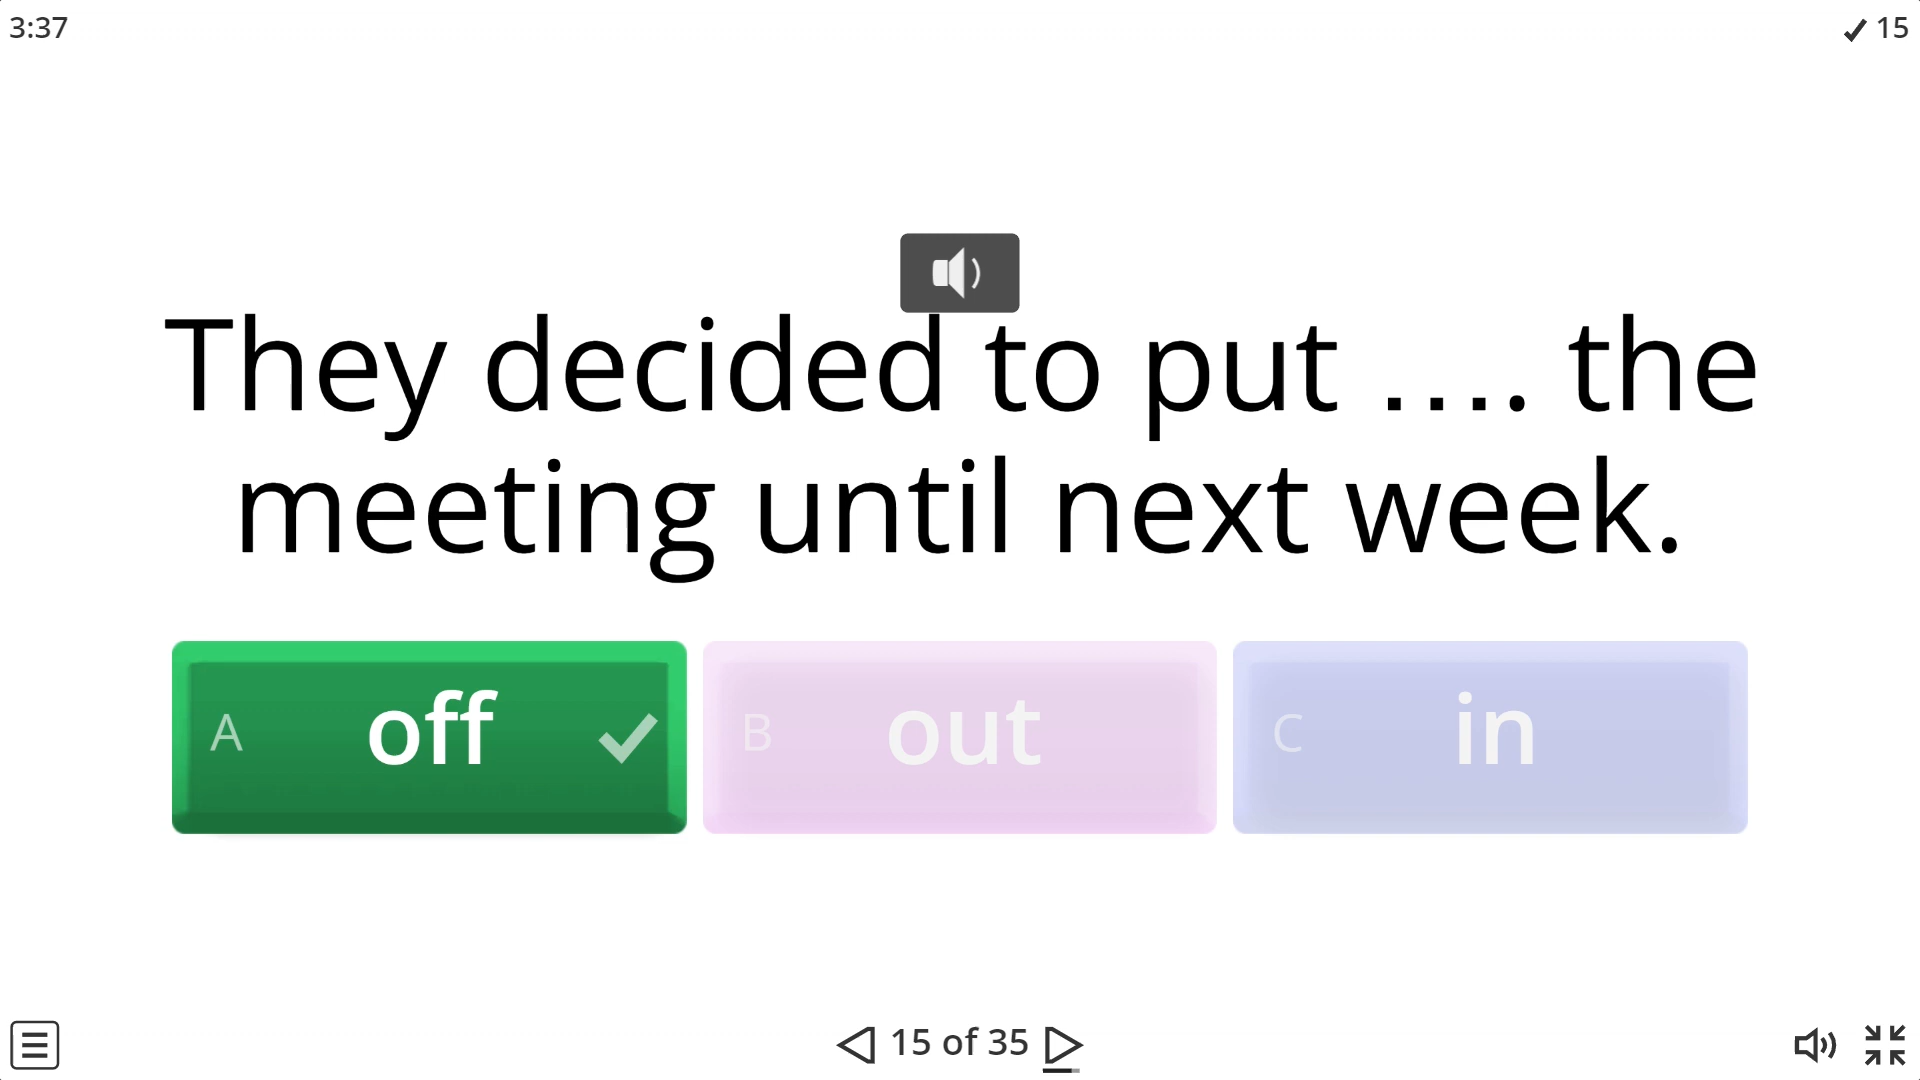 3:37
15
They decided to put .... the
meeting until next week.
A off
B out
C in
15 of 35